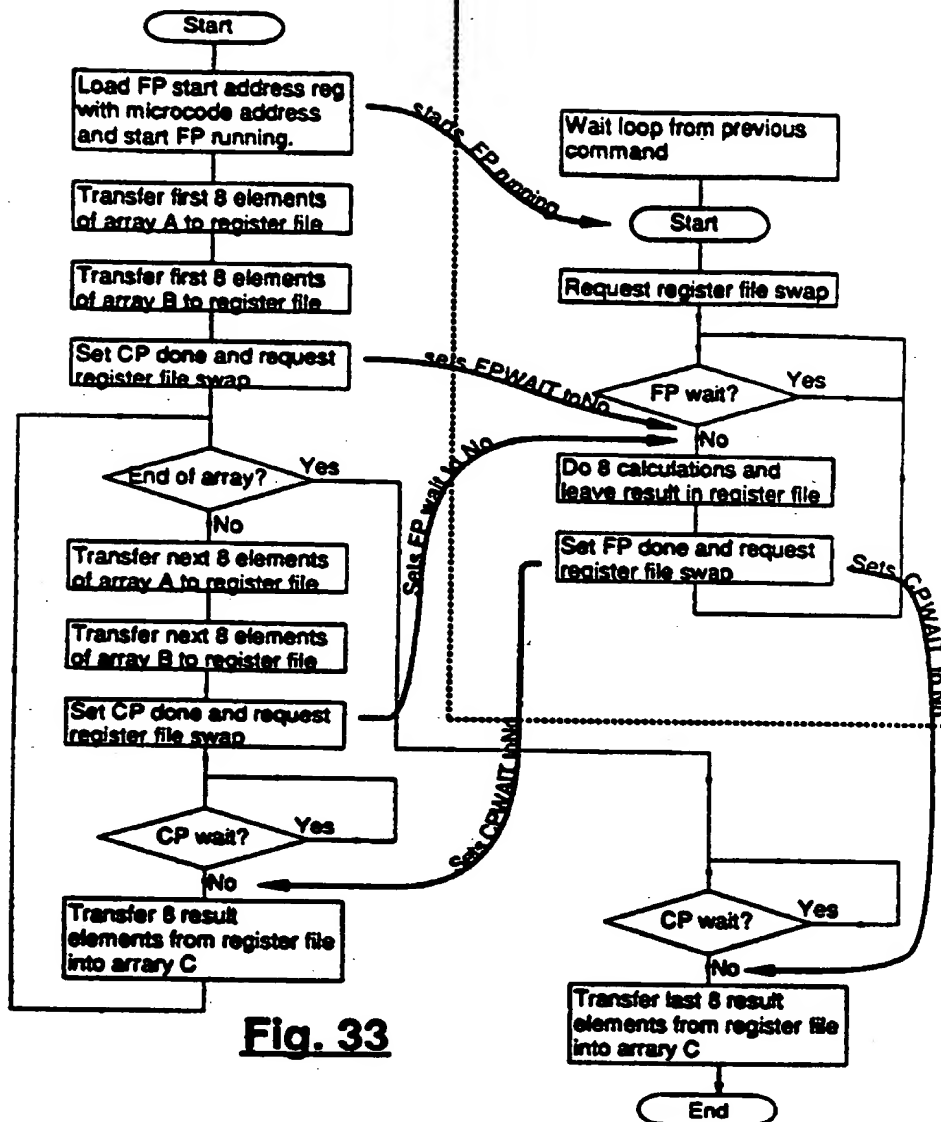 Start
Load FP start address reg
with microcode address
and start FP running.
Transfer first 8 elements
of array A to register file
Transfer first 8 elements
of array B to register file
Set CP done and request
register file swap
End of array?
Yes
No
Transfer next 8 elements
of array A to register file
Transfer next 8 elements
of array B to register file
Set CP done and request
register file swap
CP wait?
Yes
No
Transfer 8 result
elements from register file
into arrary C
starts FP running
sets FPWAIT toNo
Sets FP wait to No
Sets CPWAIT toNo
Wait loop from previous
command
Start
Request register file swap
FP wait?
Yes
No
Do 8 calculations and
leave result in register file
Set FP done and request
register file swap
Sets CPWAIT toNo
CP wait?
Yes
No
Transfer last 8 result
elements from register file
into arrary C
End
Fig. 33